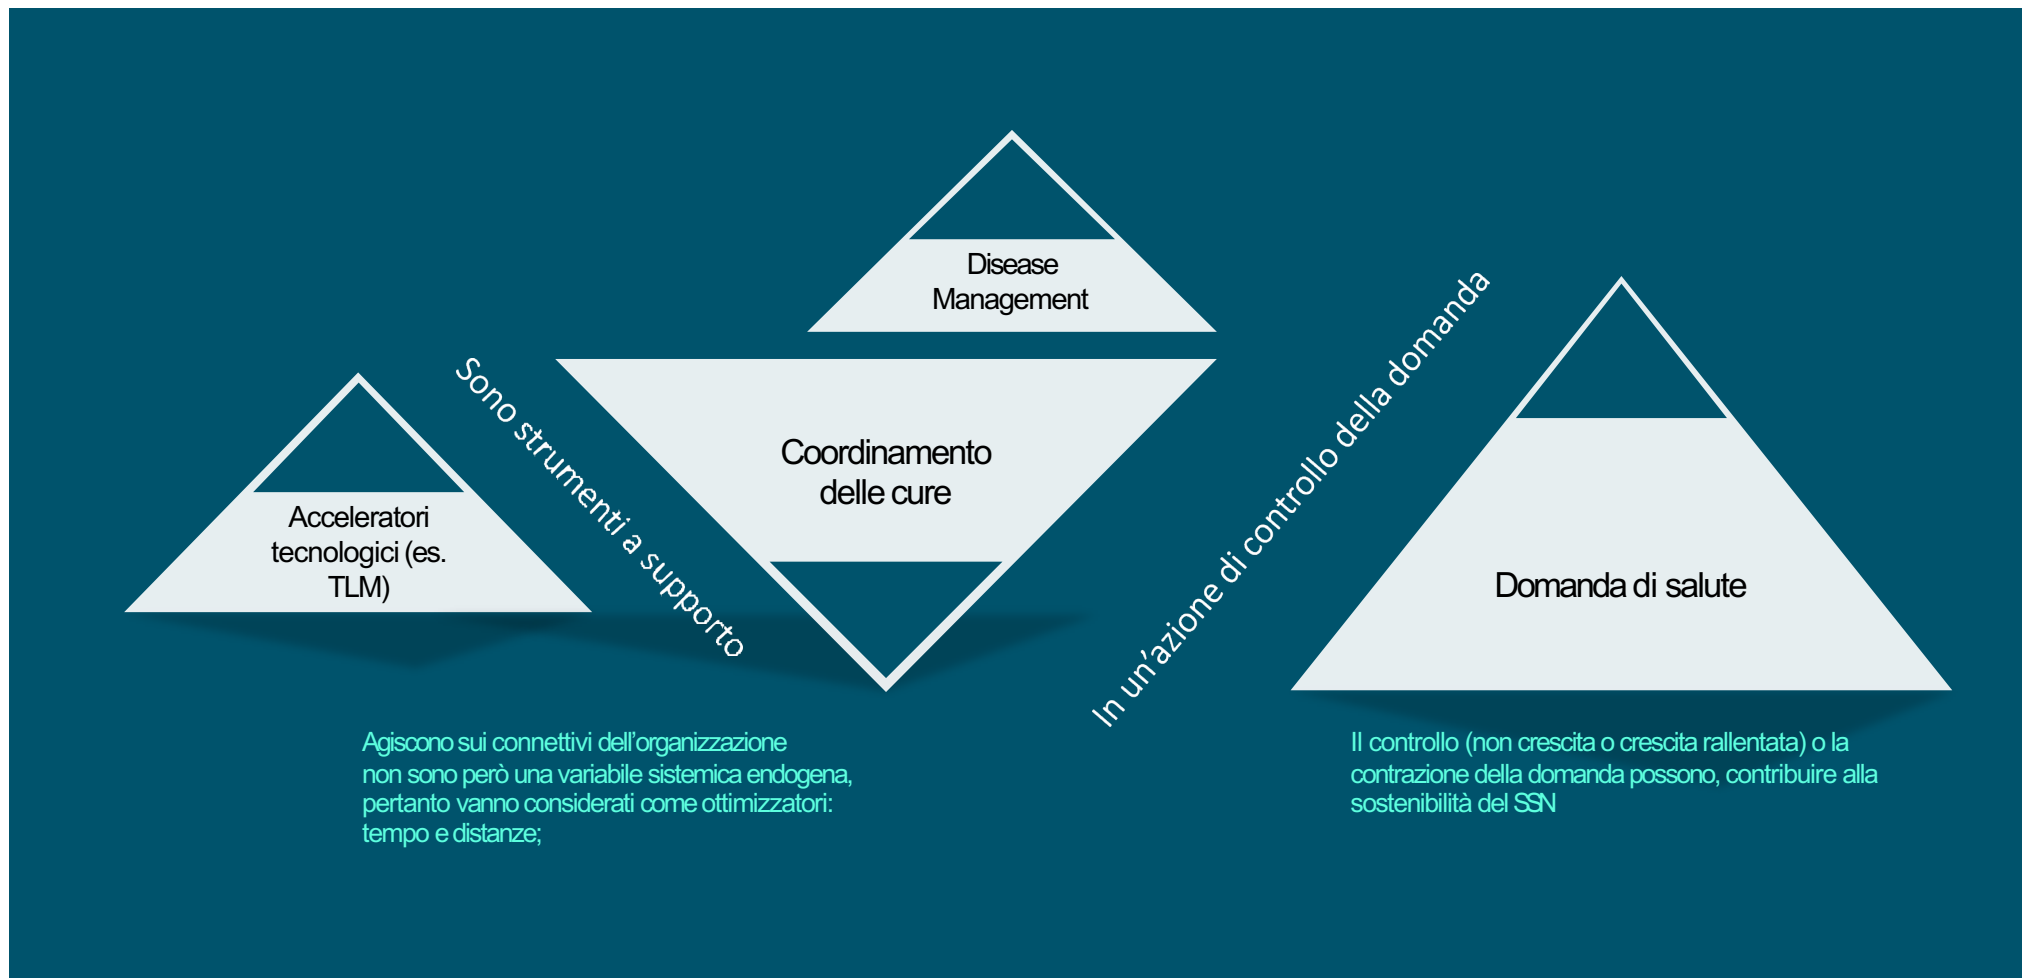 Disease
Management
Sono strumenti a supporto
Coordinamento
delle cure
In un'azione di controllo della domanda
Acceleratori
tecnologici (es.
TLM)
Domanda di salute
Agiscono sui connettivi dell'organizzazione
non sono però una variabile sistemica endogena,
pertanto vanno considerati come ottimizzatori:
tempo e distanze;
Il controllo (non crescita o crescita rallentata) o la
contrazione della domanda possono, contribuire alla
sostenibilità del SSN